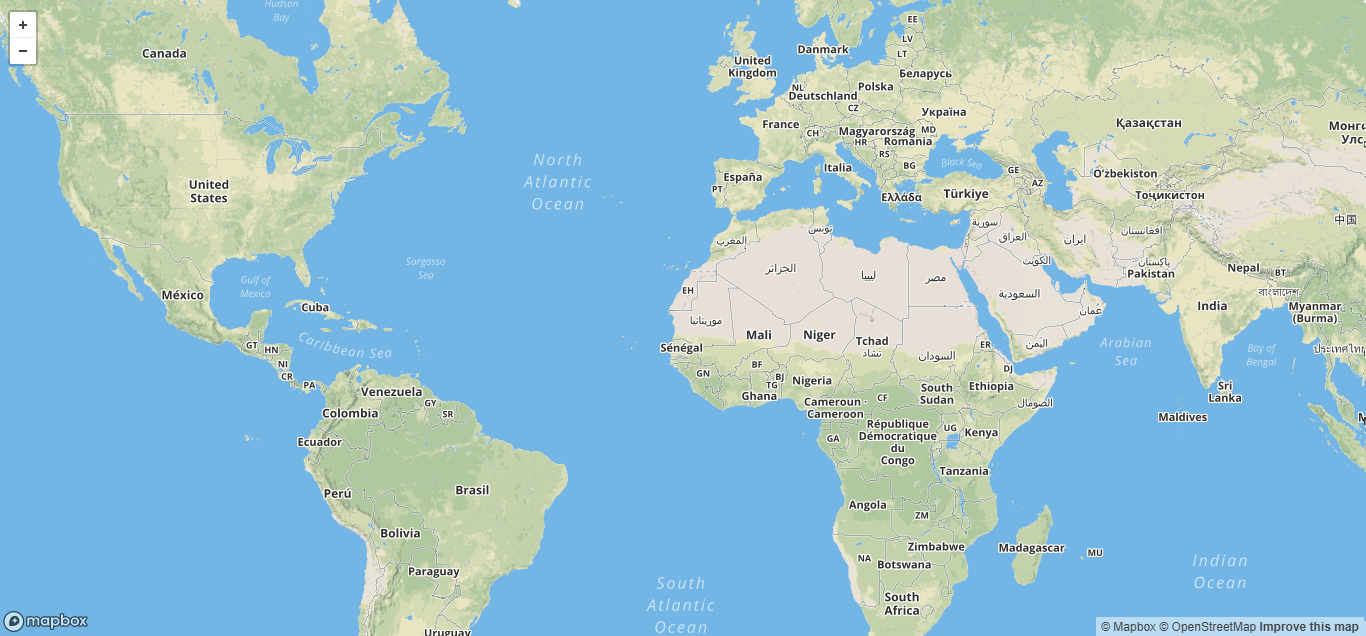 +
−
Hudson
Bay
Canada
United
States
México
Gulf of
Mexico
Cuba
Sargasso
Sea
Caribbean Sea
GT
HN
NI
CR
PA
Venezuela
Colombia
GY
SR
Ecuador
Perú
Brasil
Bolivia
Paraguay
Uruguay
North
Atlantic
Ocean
South
Atlantic
Ocean
EE
LV
LT
Danmark
United
Kingdom
Беларусь
NL
Deutschland
Polska
CZ
Україна
France
CH
Magyarország
MD
HR
Romania
RS
BG
Italia
España
PT
Ελλάδα
Black Sea
GE
AZ
Türkiye
Қазақстан
Монг
Улс
O‘zbekiston
Тоҷикистон
中国
تونس
المغرب
الجزائر
ليبيا
مصر
سورية
العراق
ایران
افغانستان
الكويت
پاکستان
Pakistan
السعودية
عُمان
اليمن
Nepal
BT
বাংলাদেশ
India
Myanmar
(Burma)
ประเทศไทย
EH
موريتانيا
Mali
Niger
Tchad
تشاد
السودان
ER
DJ
Sénégal
GN
BF
BJ
TG
Ghana
Nigeria
Cameroun -
Cameroon
CF
South
Sudan
Ethiopia
الصومال
GA
République
Démocratique
du
Congo
UG
Kenya
Tanzania
Angola
ZM
Zimbabwe
NA
Botswana
South
Africa
Madagascar
MU
Arabian
Sea
Bay of
Bengal
Sri
Lanka
Maldives
Indian
Ocean
mapbox
© Mapbox © OpenStreetMap Improve this map